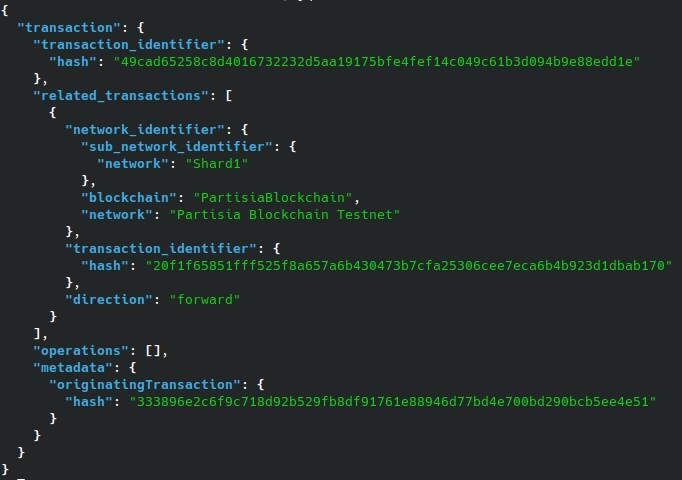 {
  "transaction": {
    "transaction_identifier": {
      "hash": "49cad65258c8d4016732232d5aa19175bfe4fef14c049c61b3d094b9e88edd1e"
    },
    "related_transactions": [
      {
        "network_identifier": {
          "sub_network_identifier": {
            "network": "Shard1"
          },
          "blockchain": "PartisiaBlockchain",
          "network": "Partisia Blockchain Testnet"
        },
        "transaction_identifier": {
          "hash": "20f1f65851fff525f8a657a6b430473b7cfa25306cee7eca6b4b923d1dbab170"
        },
        "direction": "forward"
      }
    ],
    "operations": [],
    "metadata": {
      "originatingTransaction": {
        "hash": "333896e2c6f9c718d92b529fb8df91761e88946d77bd4e700bd290bcb5ee4e51"
      }
    }
  }
}